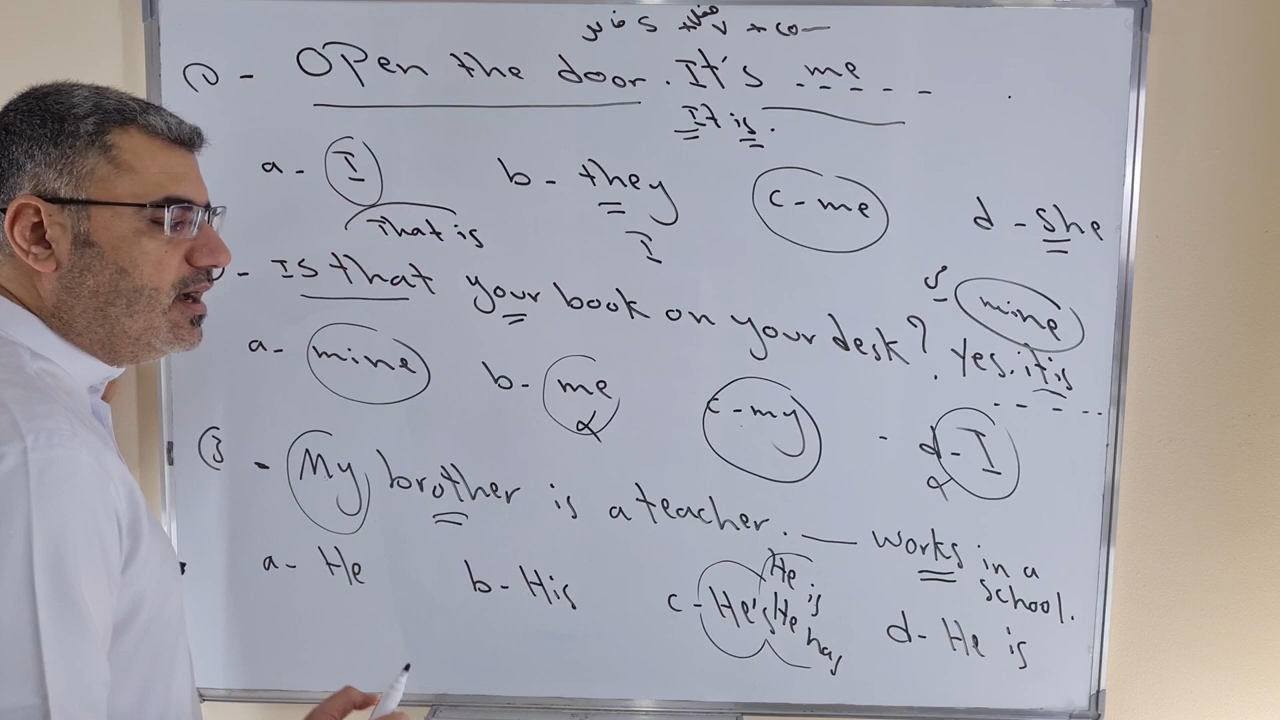 S + v + co
① - Open the door. It's me
It is.
a- I b- they c- me d- she
That is I
- Is that your book on your desk? Yes. it is mine
a- mine b- me c- my d- I
③ - My brother is a teacher. — works in a school.
a- He b- His c- He's d- He is
He is
He has